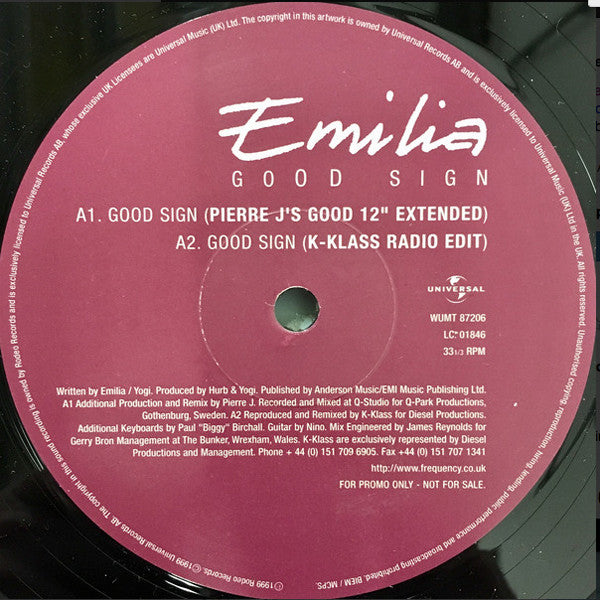 Emilia
GOOD SIGN
A1. GOOD SIGN (PIERRE J'S GOOD 12" EXTENDED)
A2. GOOD SIGN (K-KLASS RADIO EDIT)
UNIVERSAL
WUMT 87206
LC*01846
33 1/3 RPM
Written by Emilia / Yogi. Produced by Hurb & Yogi. Published by Anderson Music/EMI Music Publishing Ltd.
A1 Additional Production and Remix by Pierre J. Recorded and Mixed at Q-Studio for Q-Park Productions,
Gothenburg, Sweden. A2 Reproduced and Remixed by K-Klass for Diesel Productions.
Additional Keyboards by Paul "Biggy" Birchall. Guitar by Nino. Mix Engineered by James Reynolds for
Gerry Bron Management at The Bunker, Wrexham, Wales. K-Klass are exclusively represented by Diesel
Productions and Management. Phone + 44 (0) 151 709 6905. Fax +44 (0) 151 707 1341
http://www.frequency.co.uk
FOR PROMO ONLY - NOT FOR SALE.
℗1999 Rodeo Records. ©1999 Universal Records AB. The copyright in this sound recording is owned by Rodeo Records and is exclusively licensed to Universal Records AB, whose exclusive UK Licensees are Universal Music (UK) Ltd. The copyright in this artwork is owned by Universal Records AB and is exclusively licensed to Universal Music (UK) Ltd in the UK. All rights reserved. Unauthorised copying, reproduction, hiring, lending, public performance and broadcasting prohibited. BIEM / MCPS.